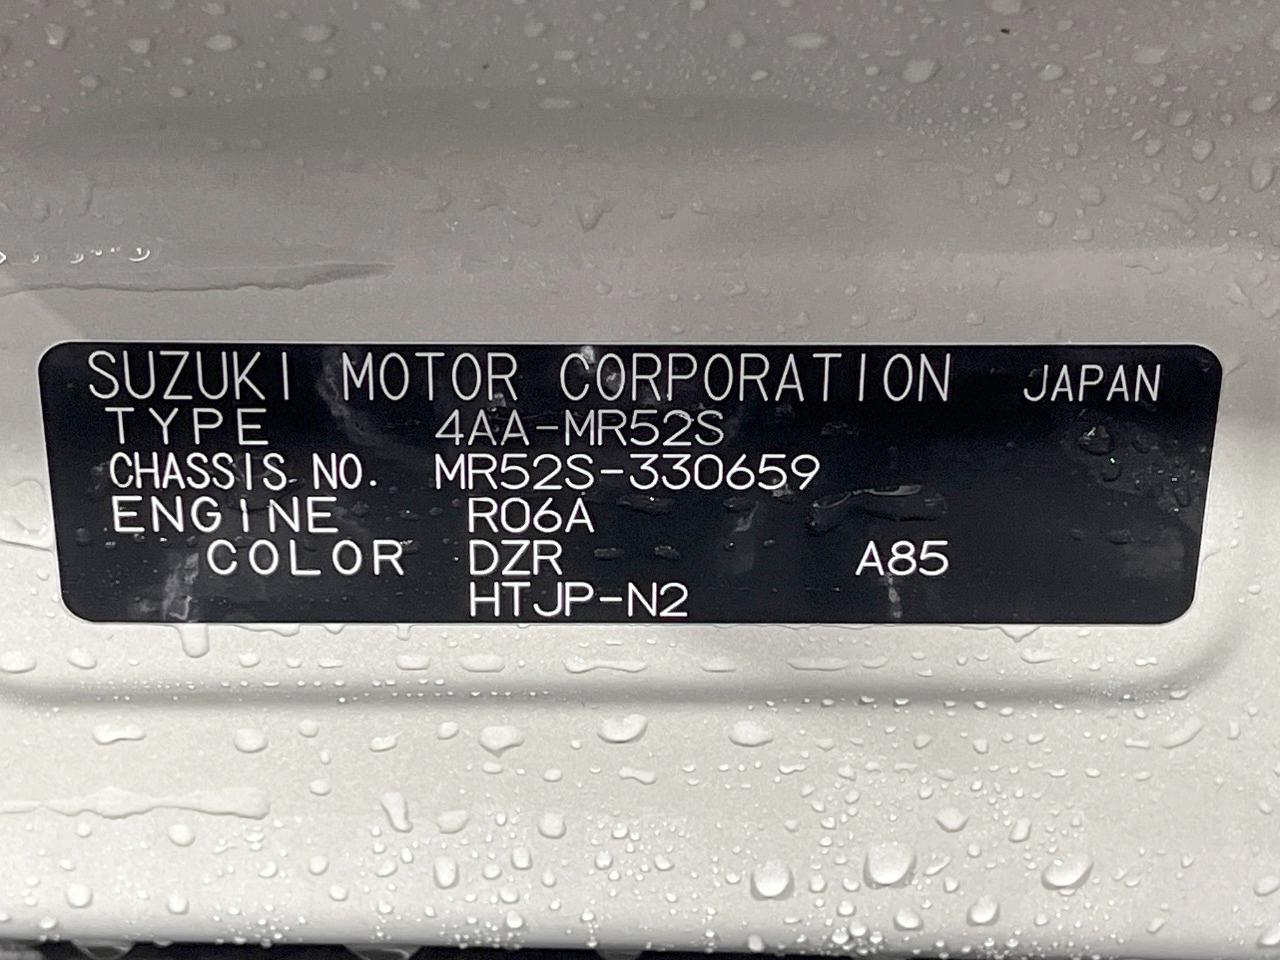 SUZUKI MOTOR CORPORATION JAPAN
TYPE 4AA-MR52S
CHASSIS NO. MR52S-330659
ENGINE R06A
COLOR DZR A85
HTJP-N2